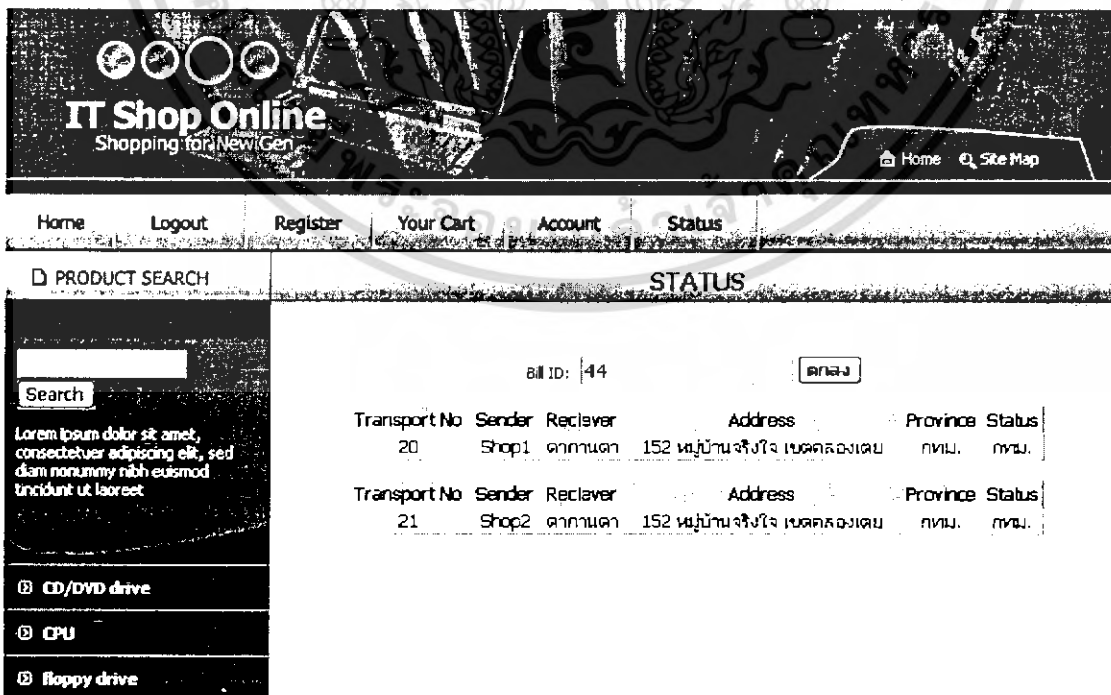 IT Shop Online
Shopping for NewGen
Home Site Map
Home Logout Register Your Cart Account Status
PRODUCT SEARCH
STATUS
Bill ID: 44 ตกลง
Search
Lorem ipsum dolor sit amet,
consectetuer adipiscing elit, sed
diam nonummy nibh euismod
tincidunt ut laoreet
Transport No Sender Reciever Address Province Status
20 Shop1 ดากานดา 152 หมู่บ้านจริงใจ เขตคลองเตย กทม. กทม.
Transport No Sender Reciever Address Province Status
21 Shop2 ดากานดา 152 หมู่บ้านจริงใจ เขตคลองเตย กทม. กทม.
CD/DVD drive
CPU
floppy drive